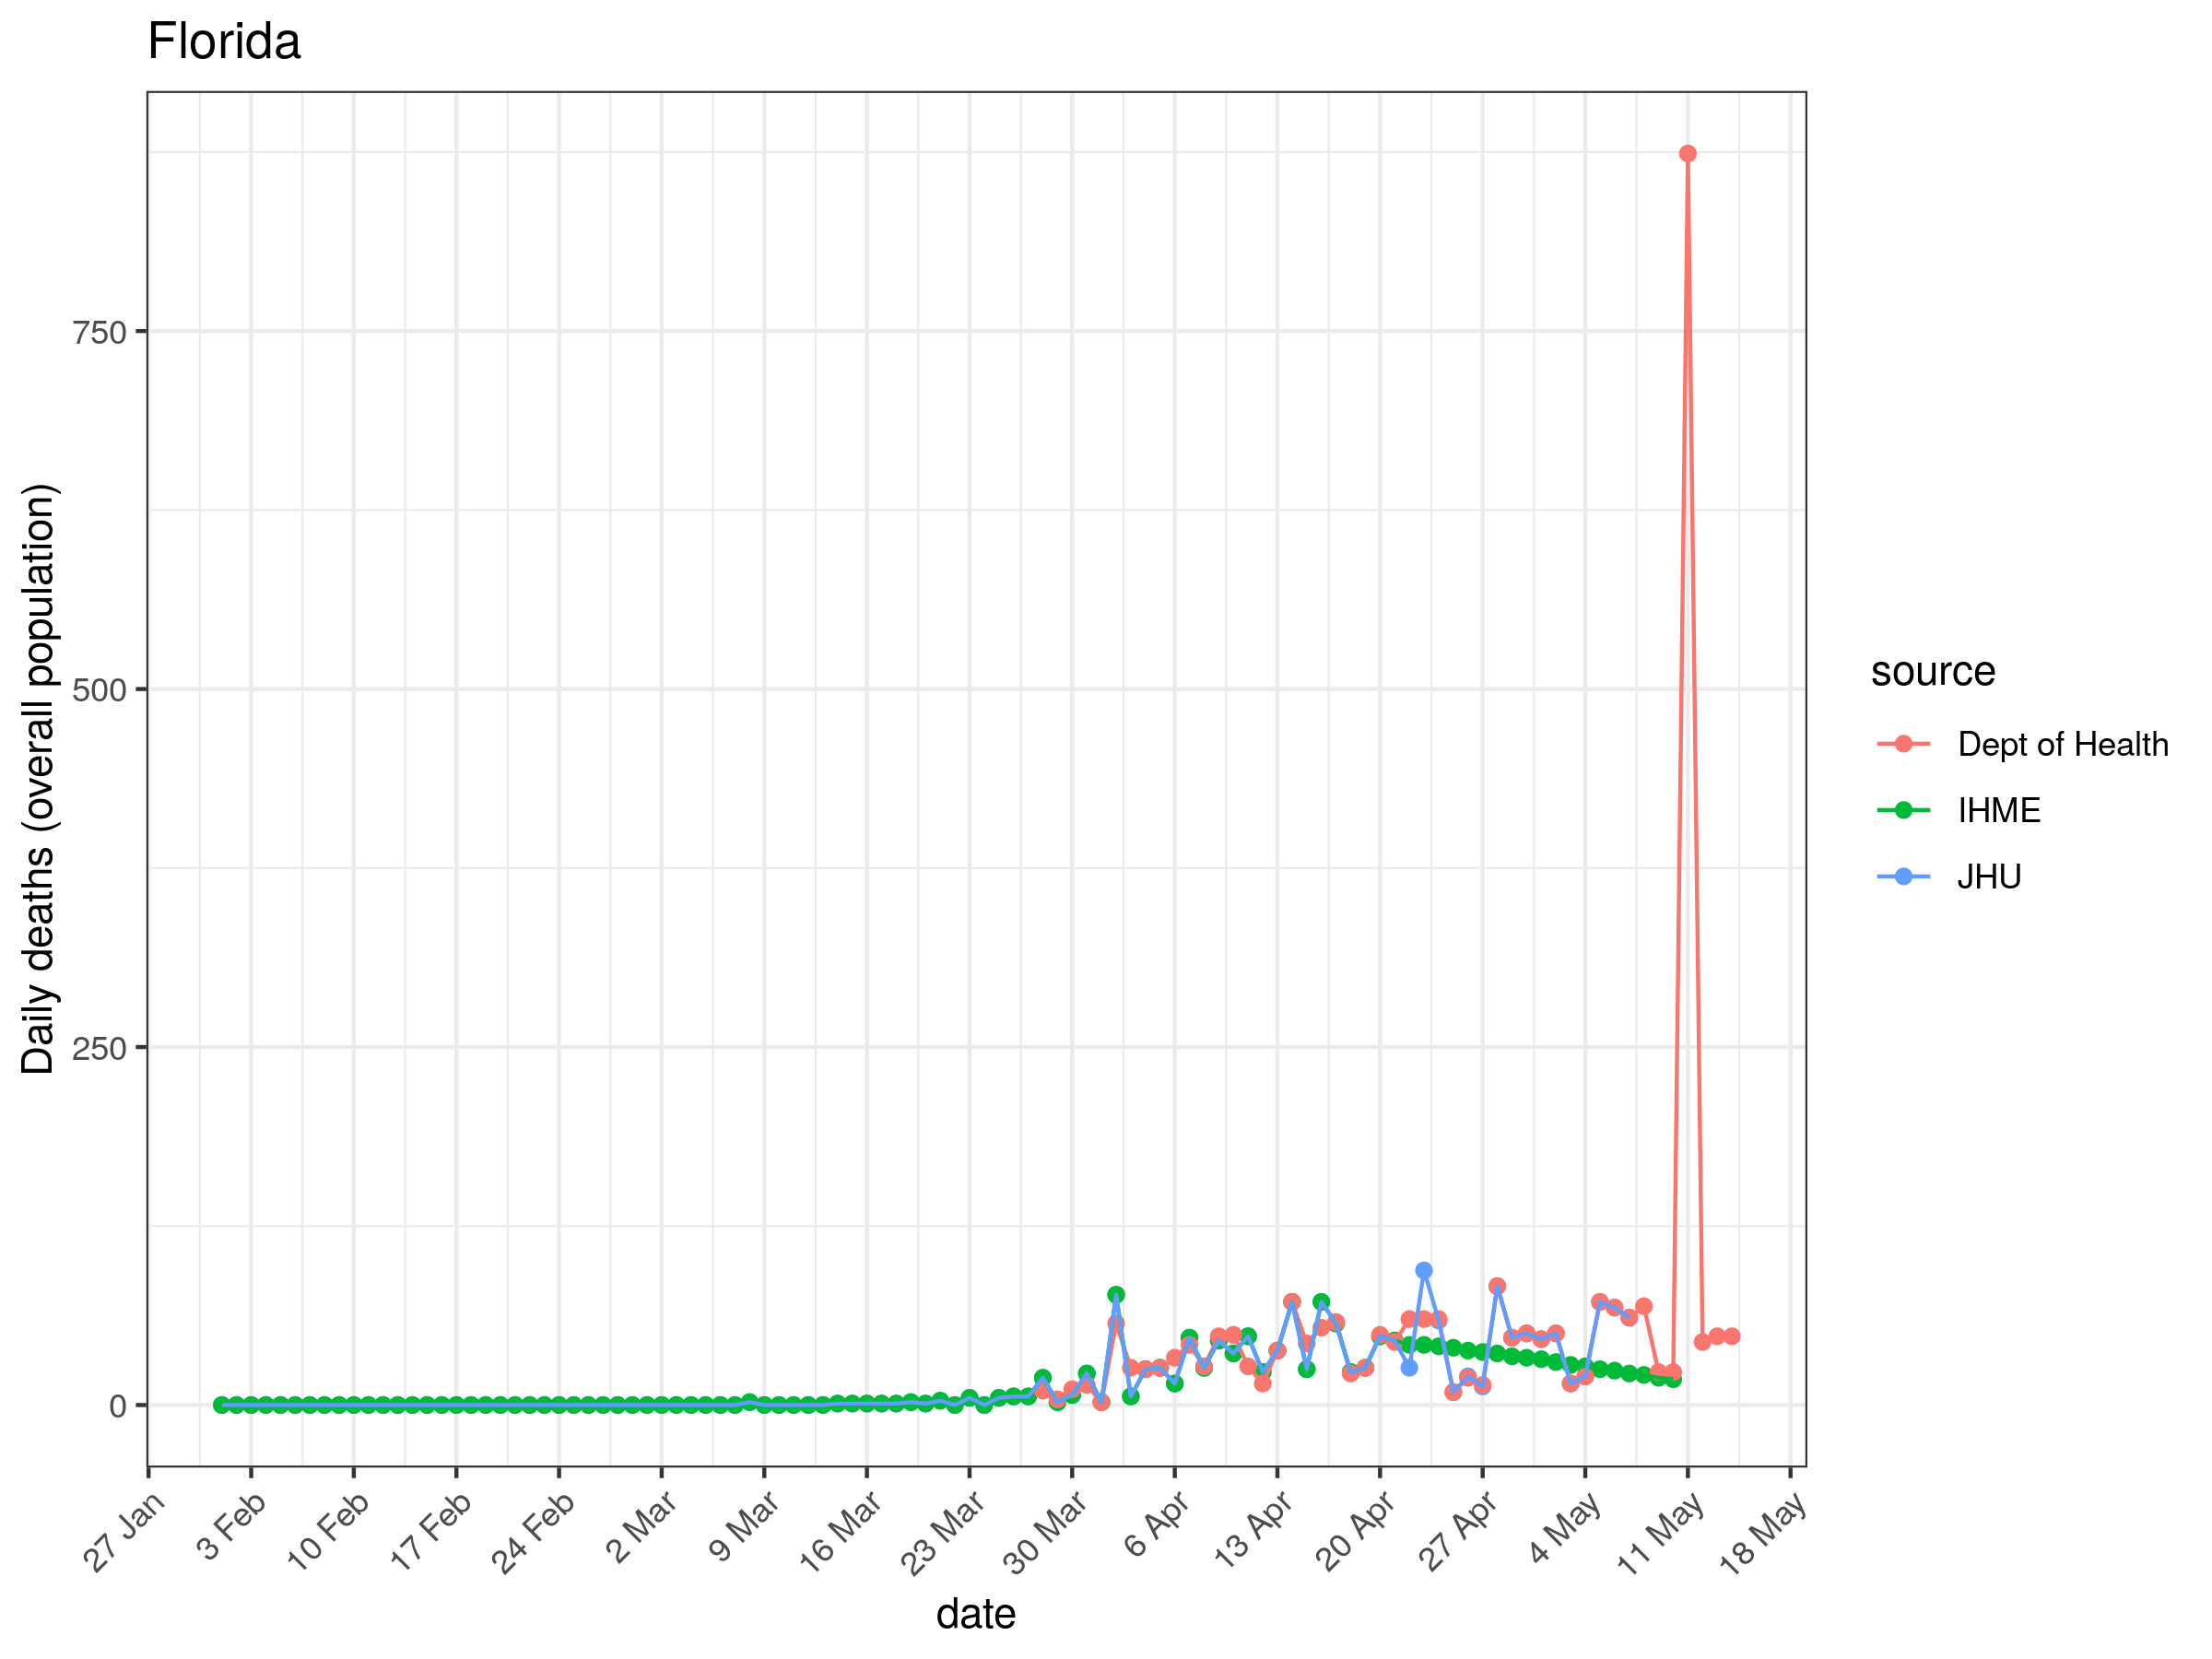 Florida
Daily deaths (overall population)
750
500
250
0
27 Jan
3 Feb
10 Feb
17 Feb
24 Feb
2 Mar
9 Mar
16 Mar
23 Mar
30 Mar
6 Apr
13 Apr
20 Apr
27 Apr
4 May
11 May
18 May
date
source
Dept of Health
IHME
JHU